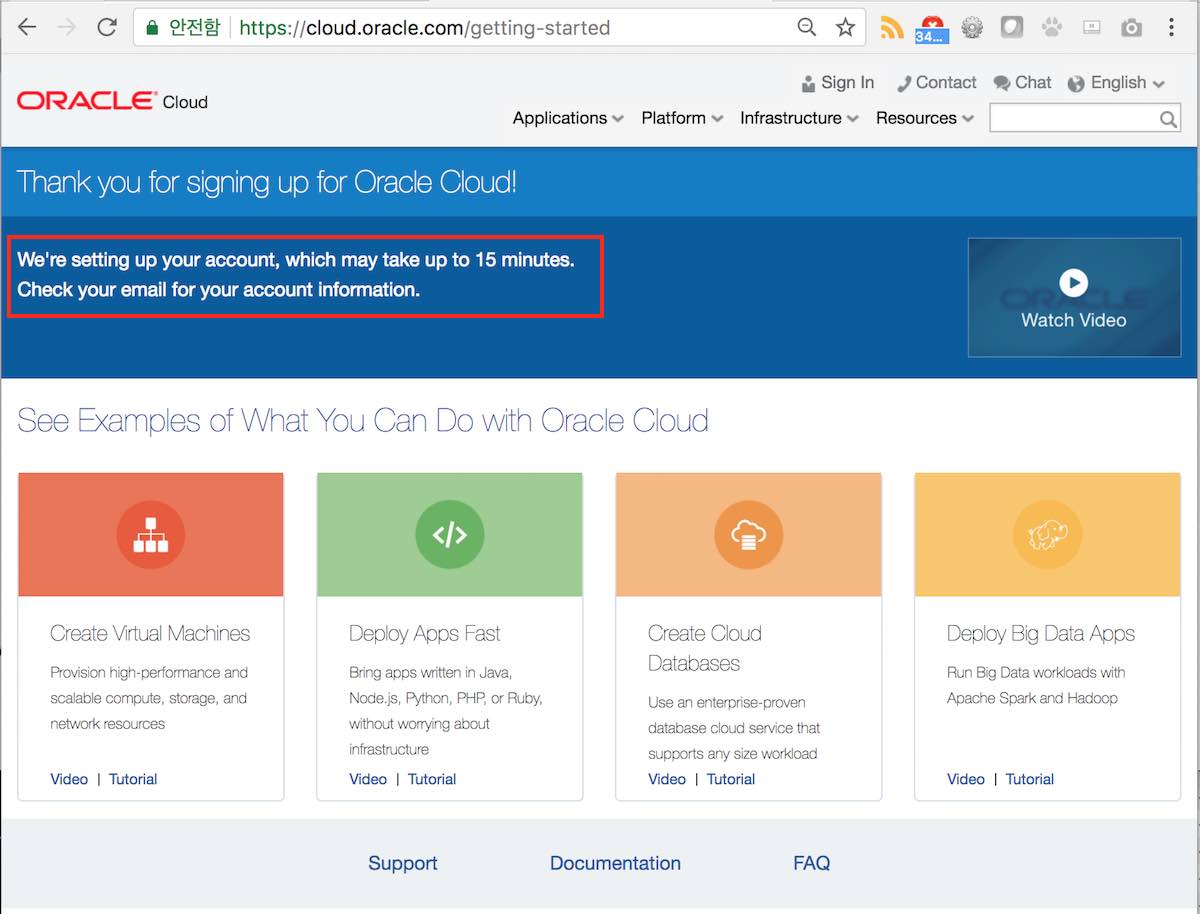 안전함 https://cloud.oracle.com/getting-started
34...
Sign In Contact Chat English
ORACLE® Cloud
Applications Platform Infrastructure Resources
Thank you for signing up for Oracle Cloud!
We're setting up your account, which may take up to 15 minutes.
Check your email for your account information.
ORACLE
Watch Video
See Examples of What You Can Do with Oracle Cloud
Create Virtual Machines
Provision high-performance and
scalable compute, storage, and
network resources
Video | Tutorial
Deploy Apps Fast
Bring apps written in Java,
Node.js, Python, PHP, or Ruby,
without worrying about
infrastructure
Video | Tutorial
Create Cloud
Databases
Use an enterprise-proven
database cloud service that
supports any size workload
Video | Tutorial
Deploy Big Data Apps
Run Big Data workloads with
Apache Spark and Hadoop
Video | Tutorial
Support Documentation FAQ